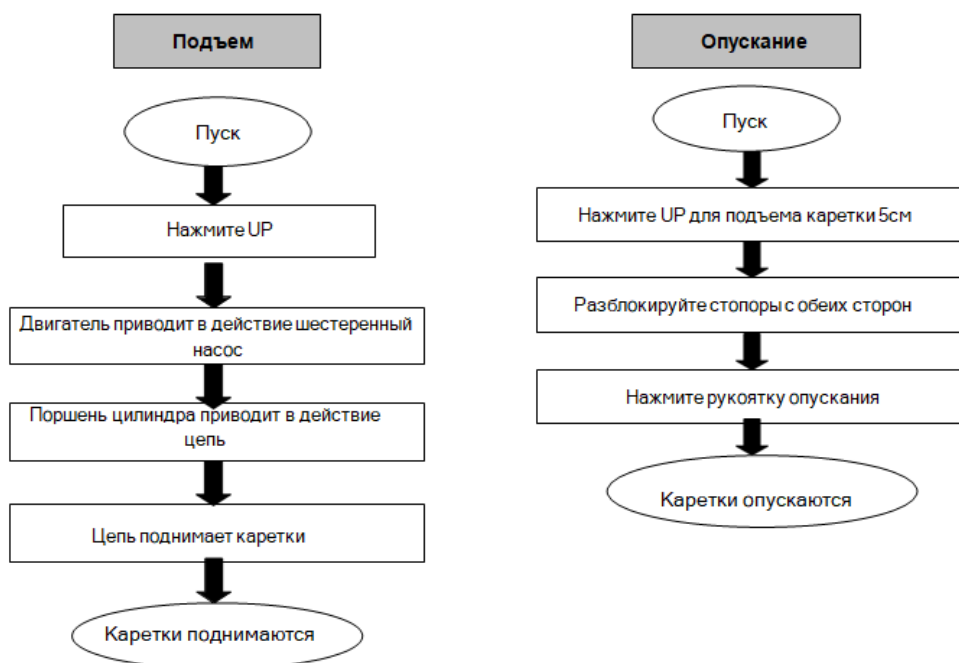 Подъем
Пуск
Нажмите UP
Двигатель приводит в действие шестеренный
насос
Поршень цилиндра приводит в действие
цепь
Цепь поднимает каретки
Каретки поднимаются
Опускание
Пуск
Нажмите UP для подъема каретки 5см
Разблокируйте стопоры с обеих сторон
Нажмите рукоятку опускания
Каретки опускаются